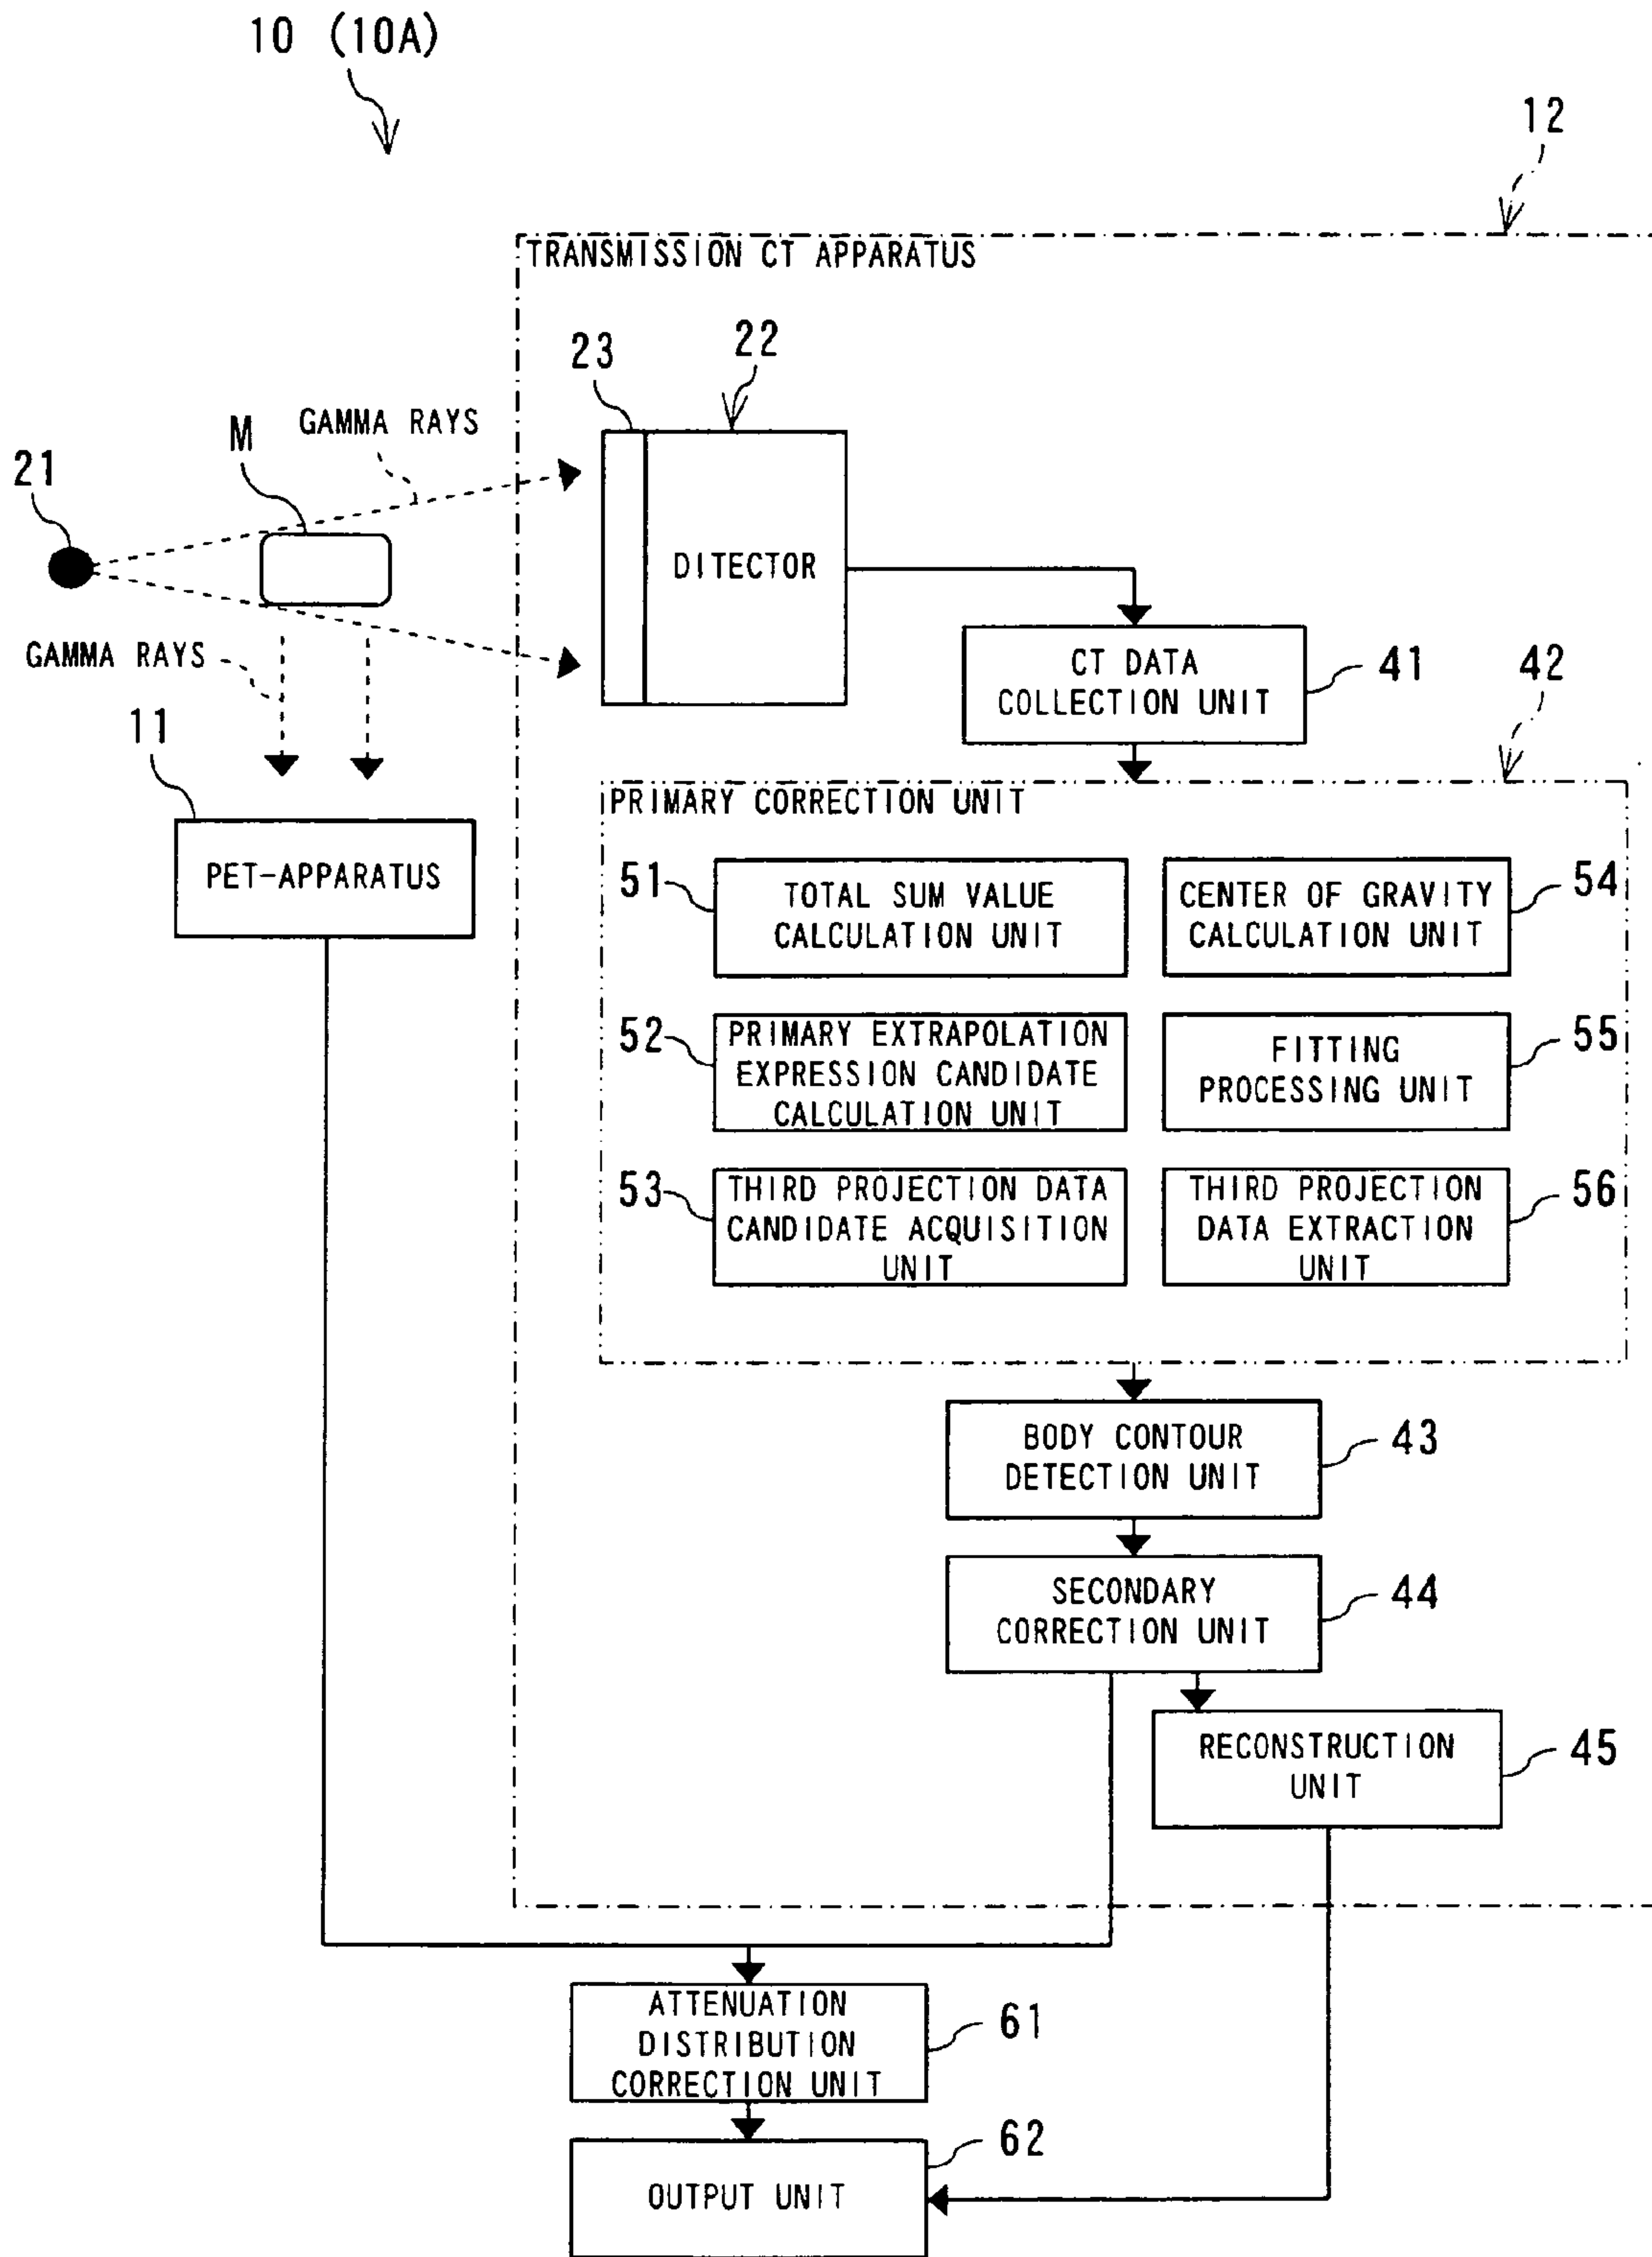 10 (10A)
12
TRANSMISSION CT APPARATUS
23
22
M
GAMMA RAYS
21
DITECTOR
GAMMA RAYS
CT DATA
COLLECTION UNIT
41
42
11
PET-APPARATUS
PRIMARY CORRECTION UNIT
51
TOTAL SUM VALUE
CALCULATION UNIT
CENTER OF GRAVITY
CALCULATION UNIT
54
52
PRIMARY EXTRAPOLATION
EXPRESSION CANDIDATE
CALCULATION UNIT
FITTING
PROCESSING UNIT
55
53
THIRD PROJECTION DATA
CANDIDATE ACQUISITION
UNIT
THIRD PROJECTION
DATA EXTRACTION
UNIT
56
BODY CONTOUR
DETECTION UNIT
43
SECONDARY
CORRECTION UNIT
44
RECONSTRUCTION
UNIT
45
ATTENUATION
DISTRIBUTION
CORRECTION UNIT
61
OUTPUT UNIT
62